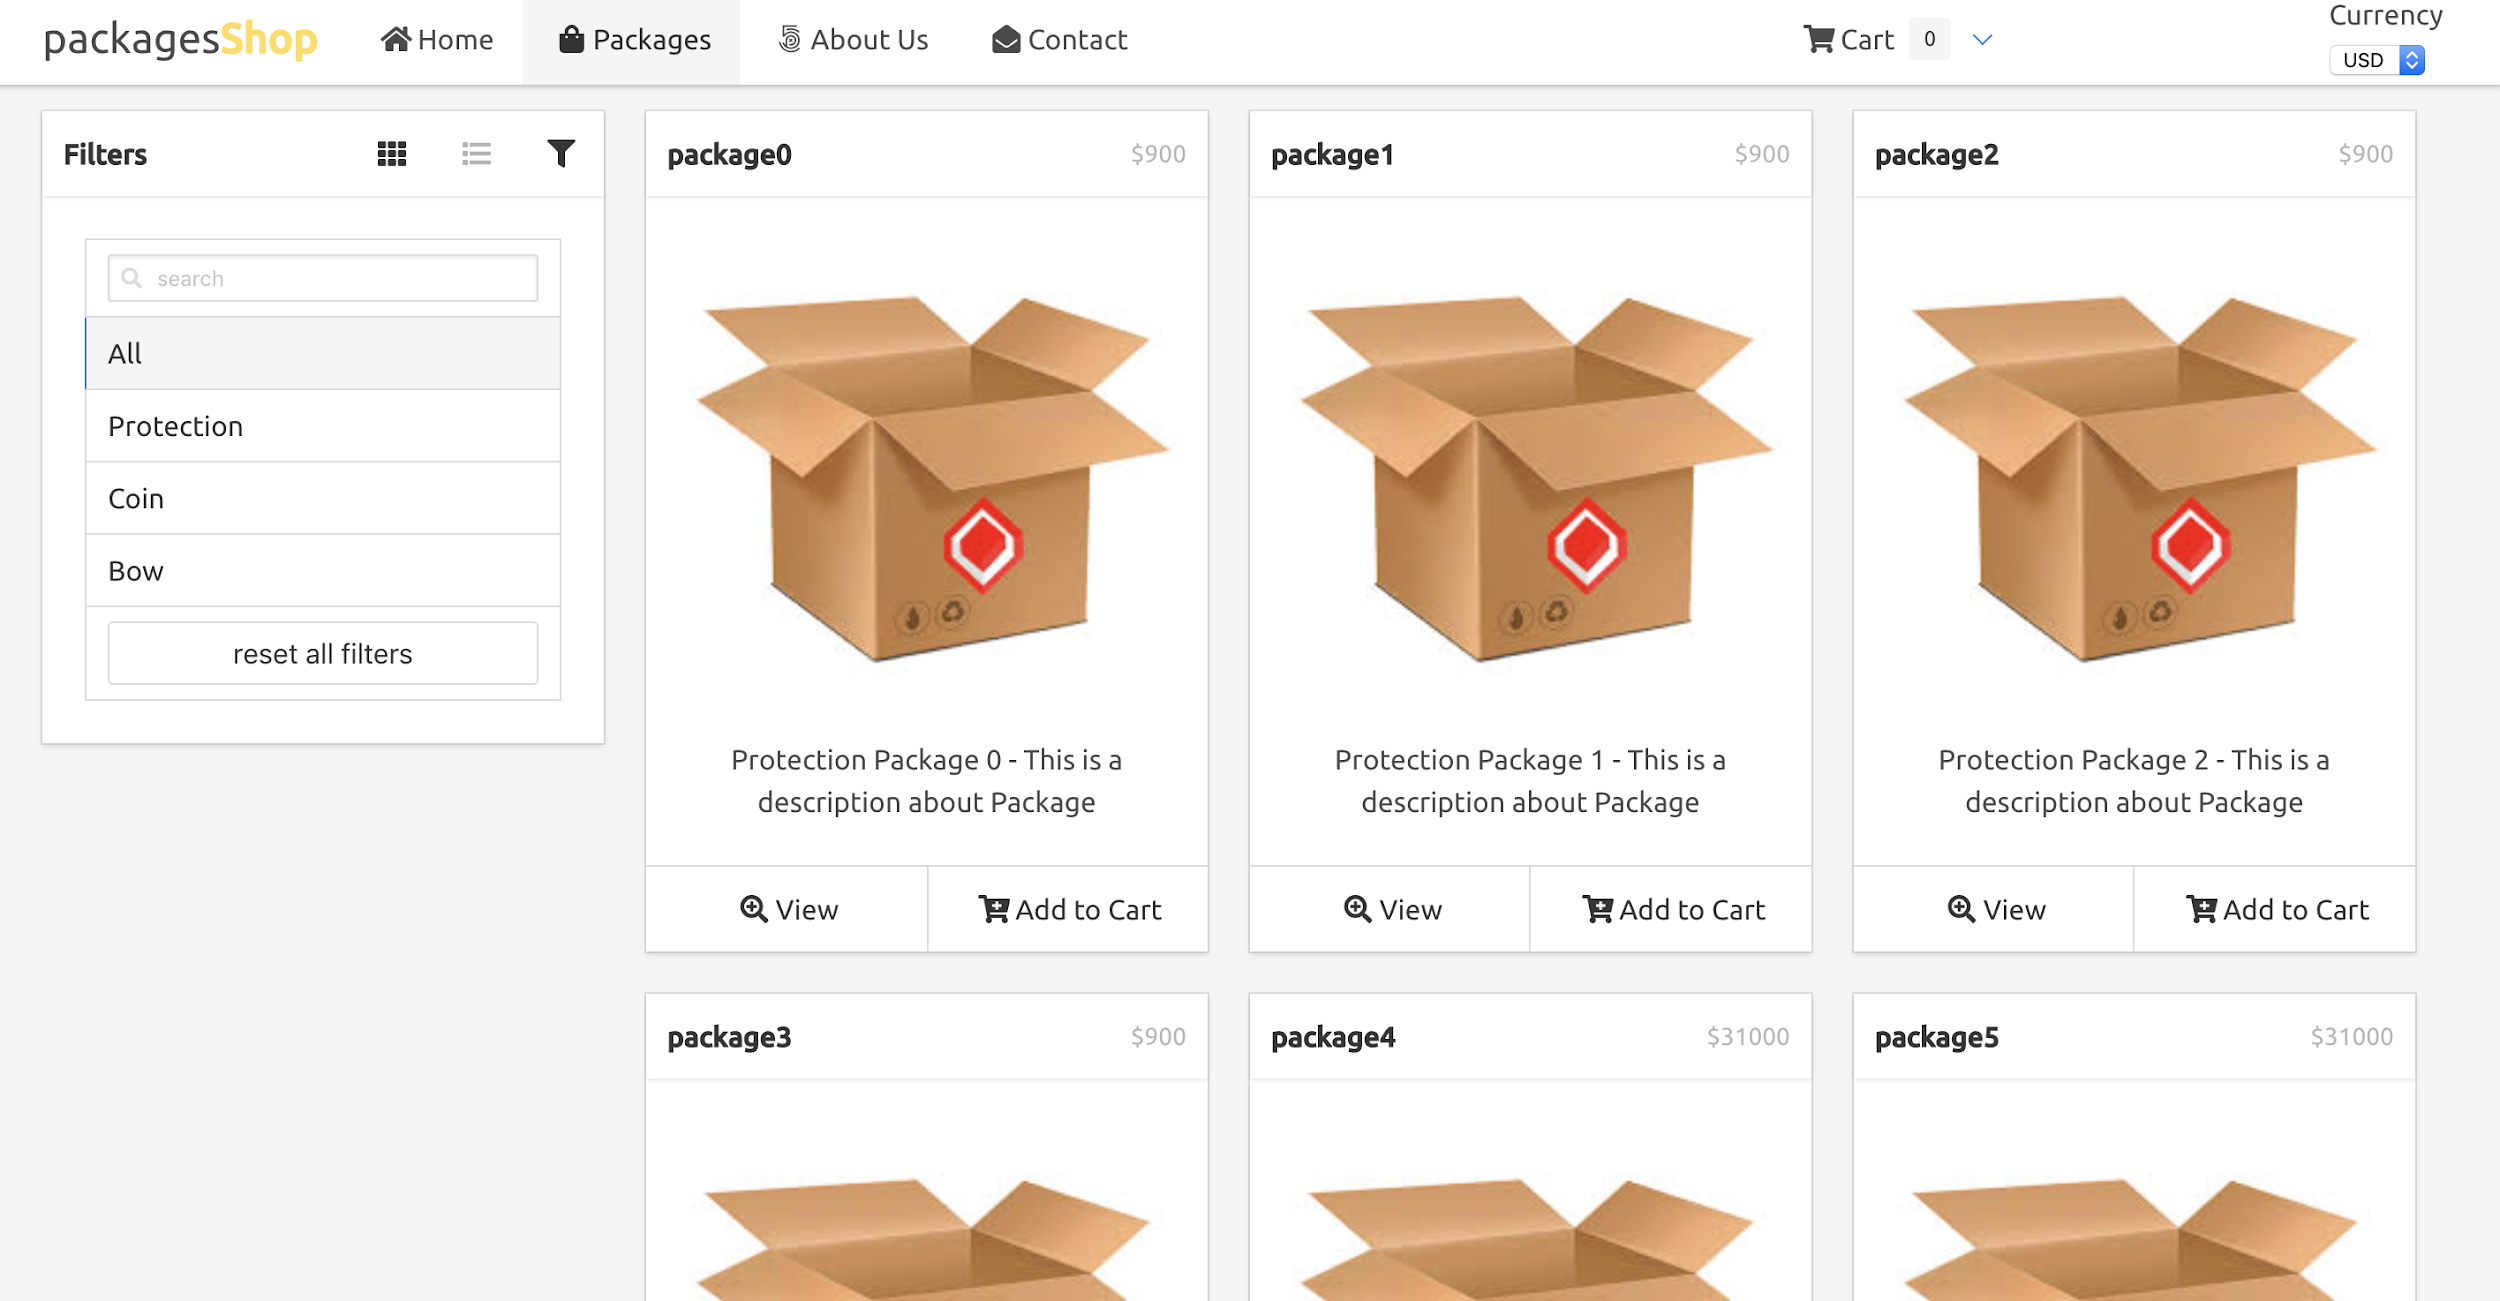 packagesShop
Home
Packages
About Us
Contact
Cart 0
Currency
USD
Filters
search
All
Protection
Coin
Bow
reset all filters
package0 $900
Protection Package 0 - This is a
description about Package
View
Add to Cart
package1 $900
Protection Package 1 - This is a
description about Package
View
Add to Cart
package2 $900
Protection Package 2 - This is a
description about Package
View
Add to Cart
package3 $900
package4 $31000
package5 $31000